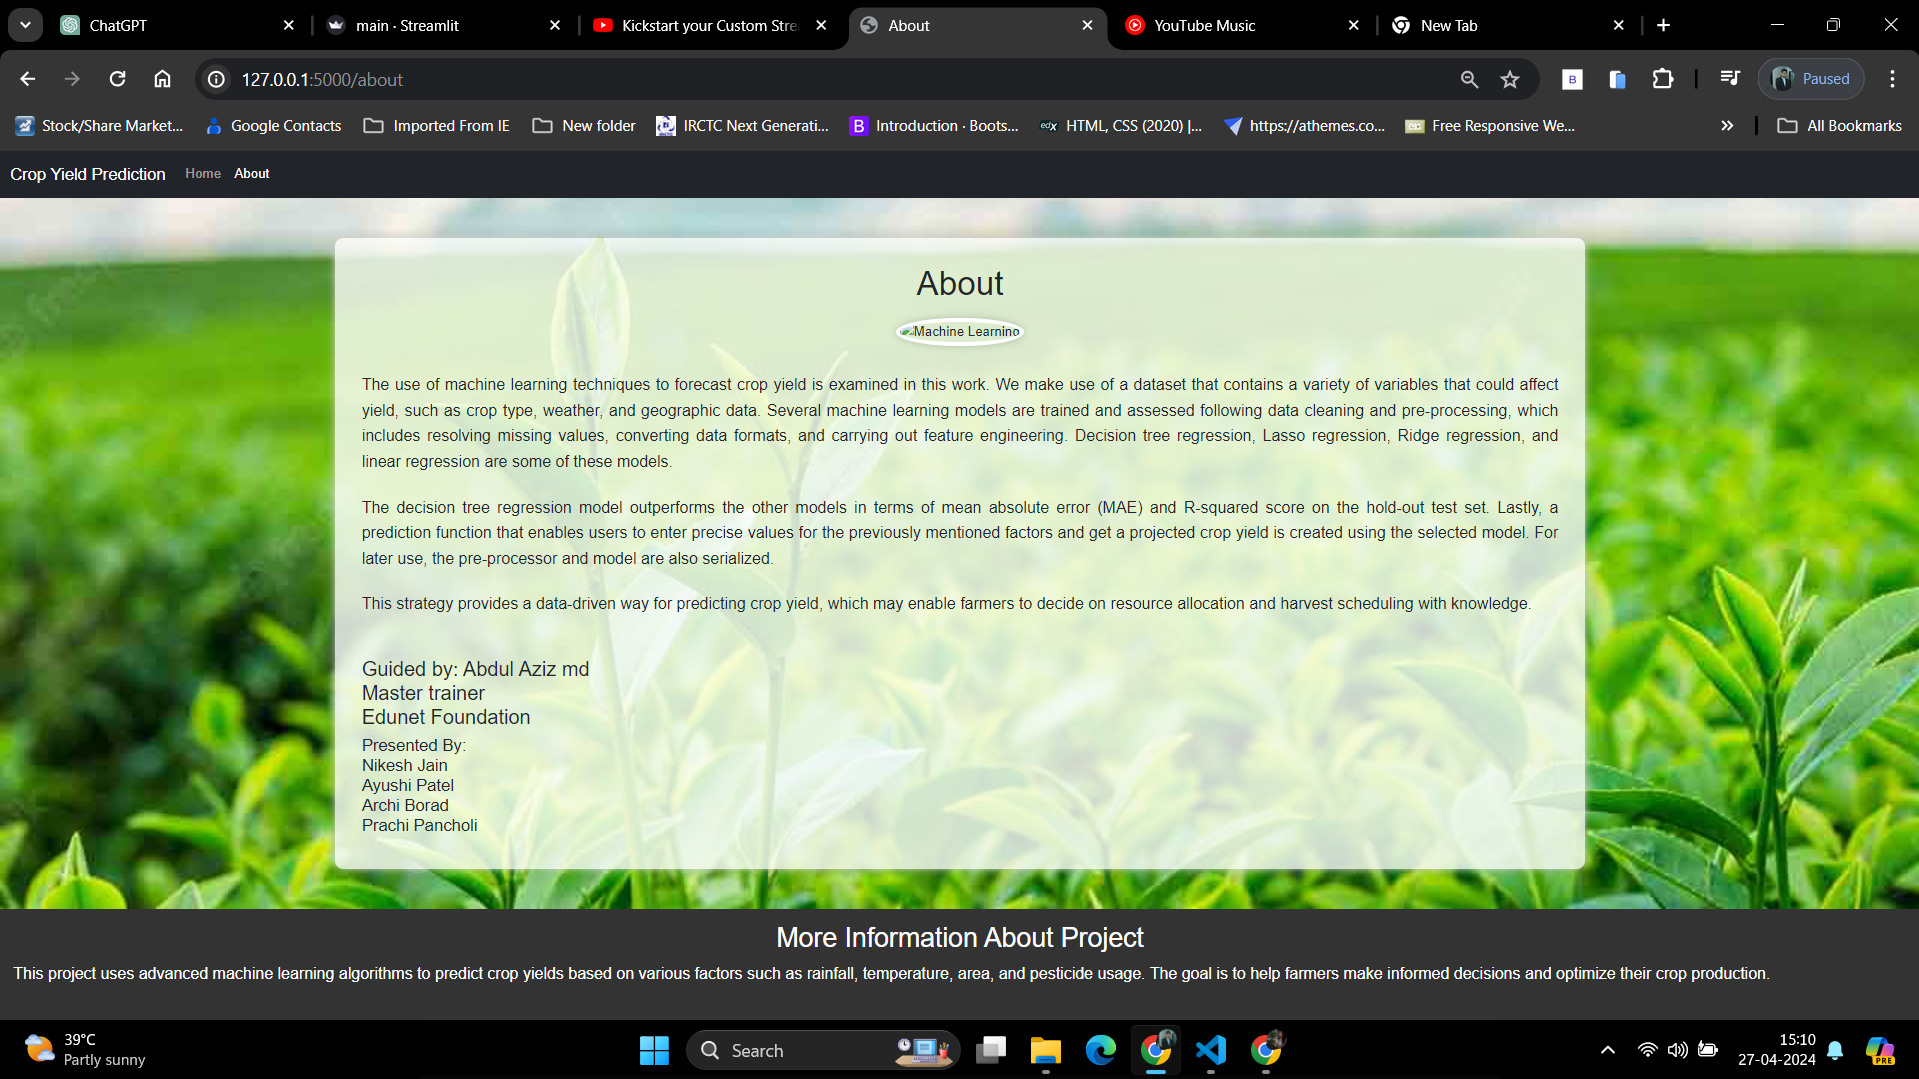 ChatGPT
main · Streamlit
Kickstart your Custom Stre
About
YouTube Music
New Tab
127.0.0.1:5000/about
B
Paused
Stock/Share Market...
Google Contacts
Imported From IE
New folder
IRCTC Next Generati...
B
Introduction · Boots...
edX
HTML, CSS (2020) |...
https://athemes.co...
Free Responsive We...
All Bookmarks
Crop Yield Prediction
Home
About
About
Machine Learning
The use of machine learning techniques to forecast crop yield is examined in this work. We make use of a dataset that contains a variety of variables that could affect
yield, such as crop type, weather, and geographic data. Several machine learning models are trained and assessed following data cleaning and pre-processing, which
includes resolving missing values, converting data formats, and carrying out feature engineering. Decision tree regression, Lasso regression, Ridge regression, and
linear regression are some of these models.
The decision tree regression model outperforms the other models in terms of mean absolute error (MAE) and R-squared score on the hold-out test set. Lastly, a
prediction function that enables users to enter precise values for the previously mentioned factors and get a projected crop yield is created using the selected model. For
later use, the pre-processor and model are also serialized.
This strategy provides a data-driven way for predicting crop yield, which may enable farmers to decide on resource allocation and harvest scheduling with knowledge.
Guided by: Abdul Aziz md
Master trainer
Edunet Foundation
Presented By:
Nikesh Jain
Ayushi Patel
Archi Borad
Prachi Pancholi
More Information About Project
This project uses advanced machine learning algorithms to predict crop yields based on various factors such as rainfall, temperature, area, and pesticide usage. The goal is to help farmers make informed decisions and optimize their crop production.
39°C
Partly sunny
Search
15:10
27-04-2024
PRE